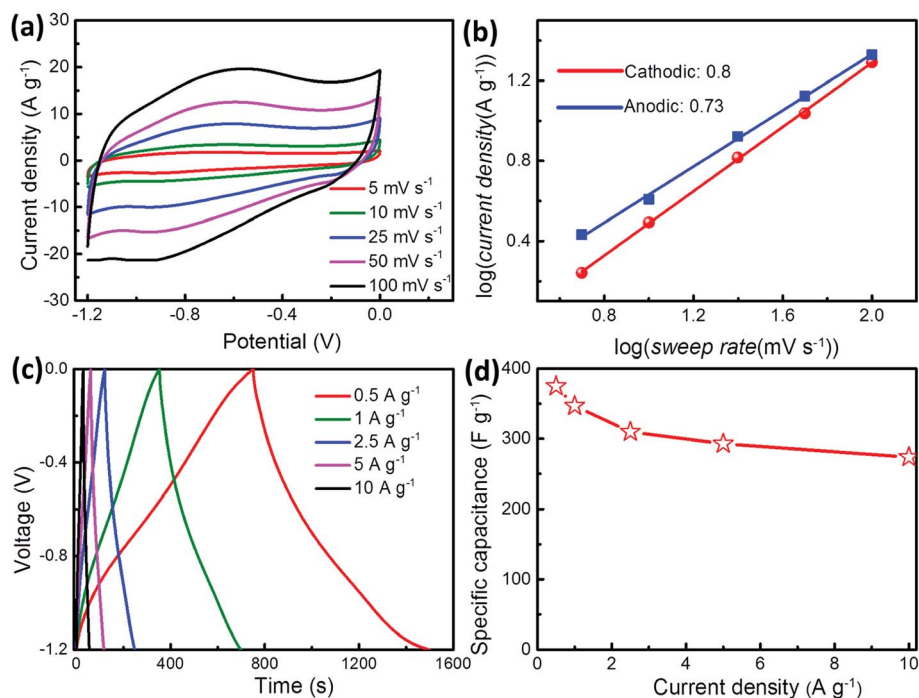 (a)
30
20
10
0
-10
-20
-30
Current density (A g⁻¹)
5 mV s⁻¹
10 mV s⁻¹
25 mV s⁻¹
50 mV s⁻¹
100 mV s⁻¹
-1.2
-0.8
-0.4
0.0
Potential (V)
(b)
1.2
0.8
0.4
log(current density(A g⁻¹))
Cathodic: 0.8
Anodic: 0.73
0.8
1.2
1.6
2.0
log(sweep rate(mV s⁻¹))
(c)
0.0
-0.4
-0.8
-1.2
Voltage (V)
0.5 A g⁻¹
1 A g⁻¹
2.5 A g⁻¹
5 A g⁻¹
10 A g⁻¹
0
400
800
1200
1600
Time (s)
(d)
400
300
200
100
0
Specific capacitance (F g⁻¹)
0
2
4
6
8
10
Current density (A g⁻¹)